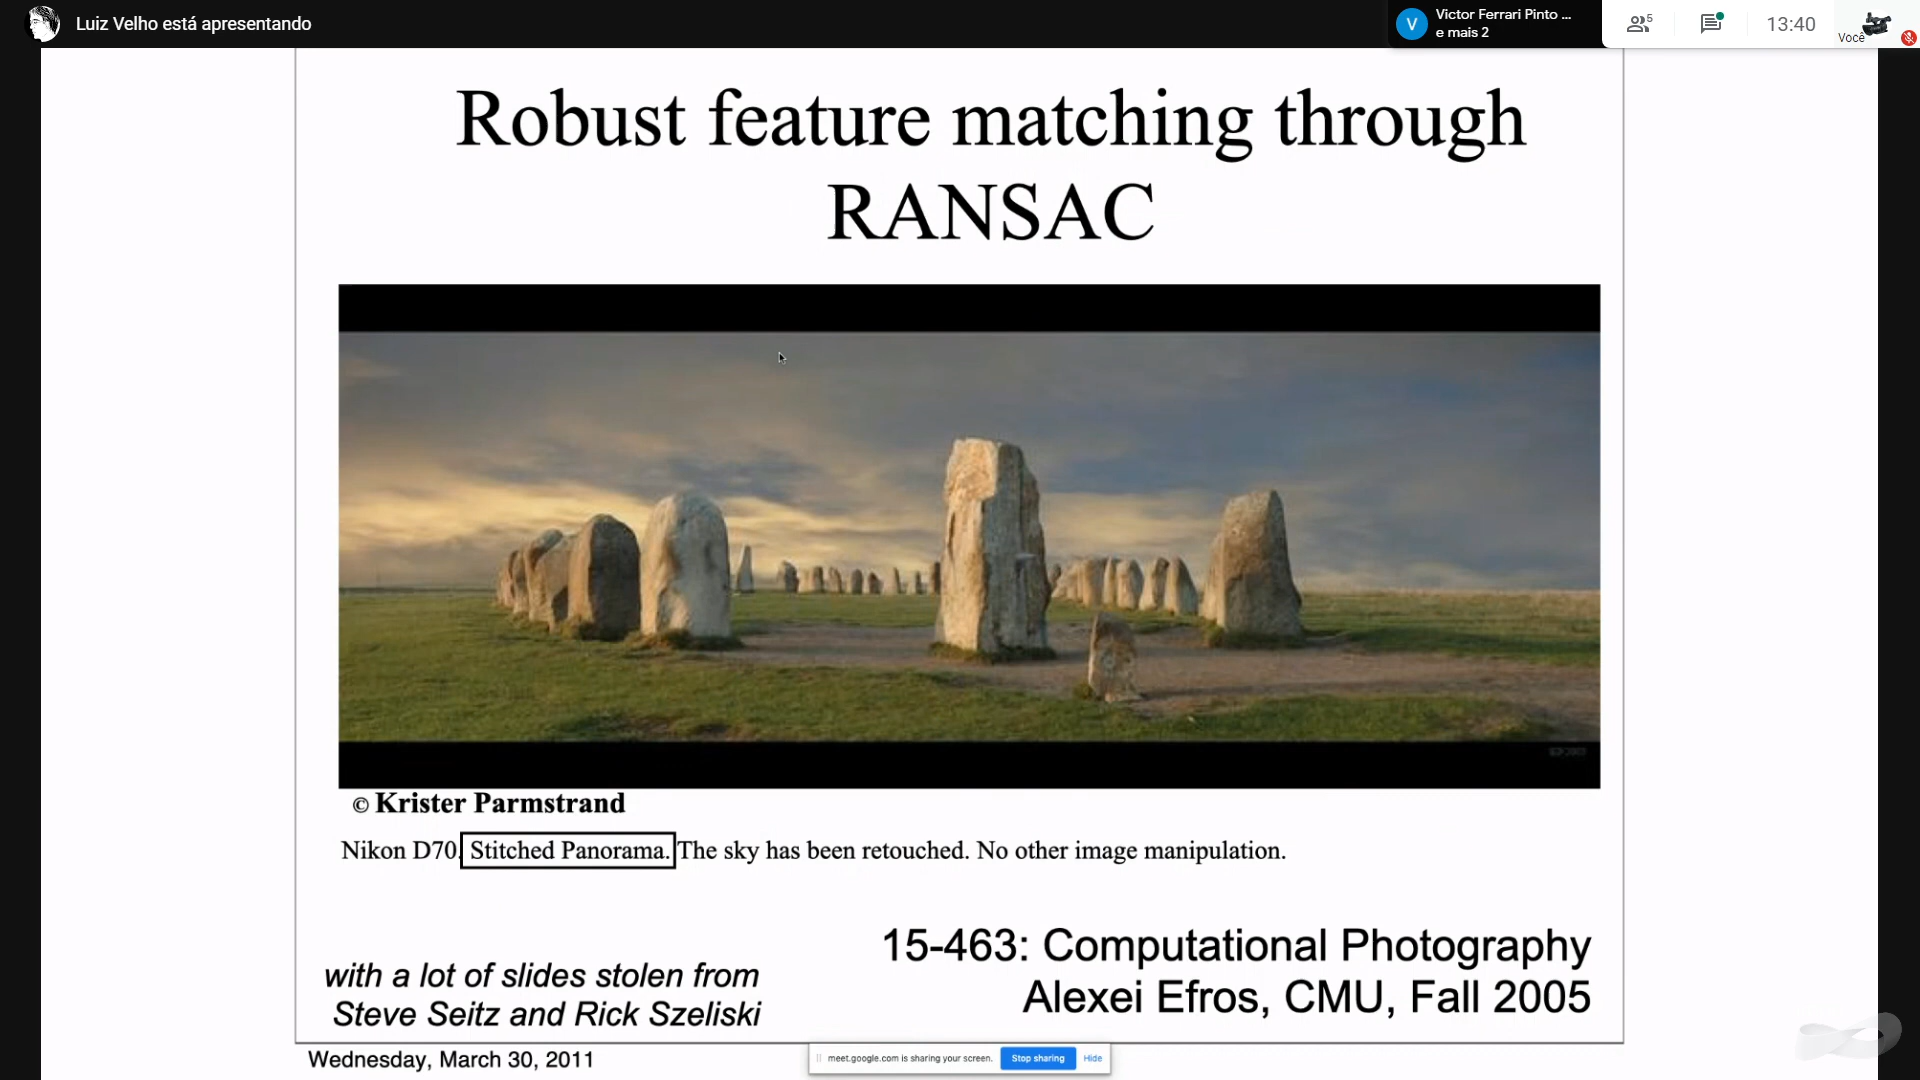 Luiz Velho está apresentando
V
Victor Ferrari Pinto ...
e mais 2
5
13:40
Você
Robust feature matching through
RANSAC
© Krister Parmstrand
Nikon D70. Stitched Panorama. The sky has been retouched. No other image manipulation.
with a lot of slides stolen from
Steve Seitz and Rick Szeliski
15-463: Computational Photography
Alexei Efros, CMU, Fall 2005
Wednesday, March 30, 2011
meet.google.com is sharing your screen.
Stop sharing
Hide